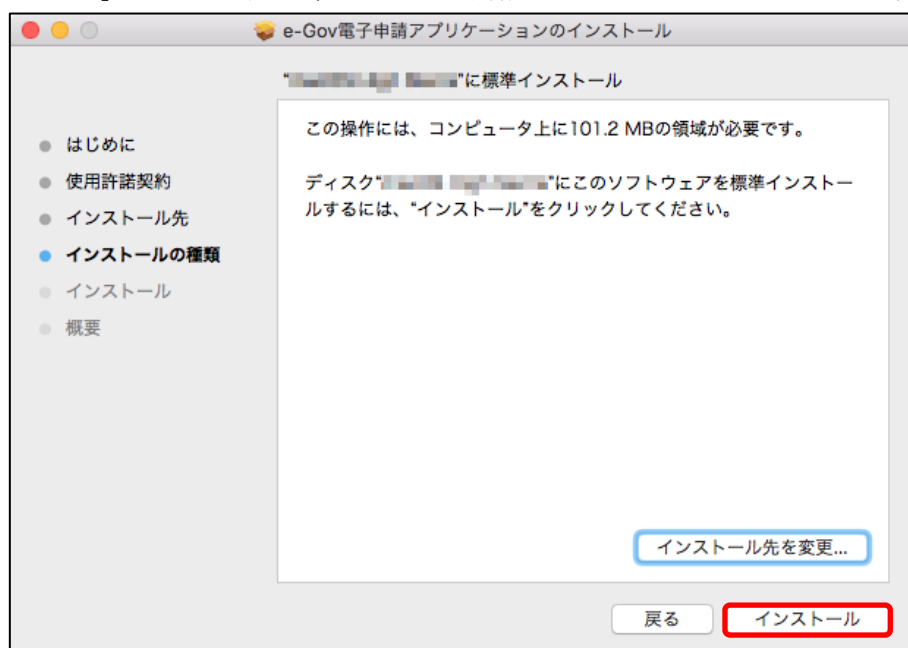 e-Gov電子申請アプリケーションのインストール
“ ”に標準インストール
はじめに
使用許諾契約
インストール先
インストールの種類
インストール
概要
この操作には、コンピュータ上に101.2 MBの領域が必要です。
ディスク“ ”にこのソフトウェアを標準インストー
ルするには、“インストール”をクリックしてください。
インストール先を変更...
戻る
インストール